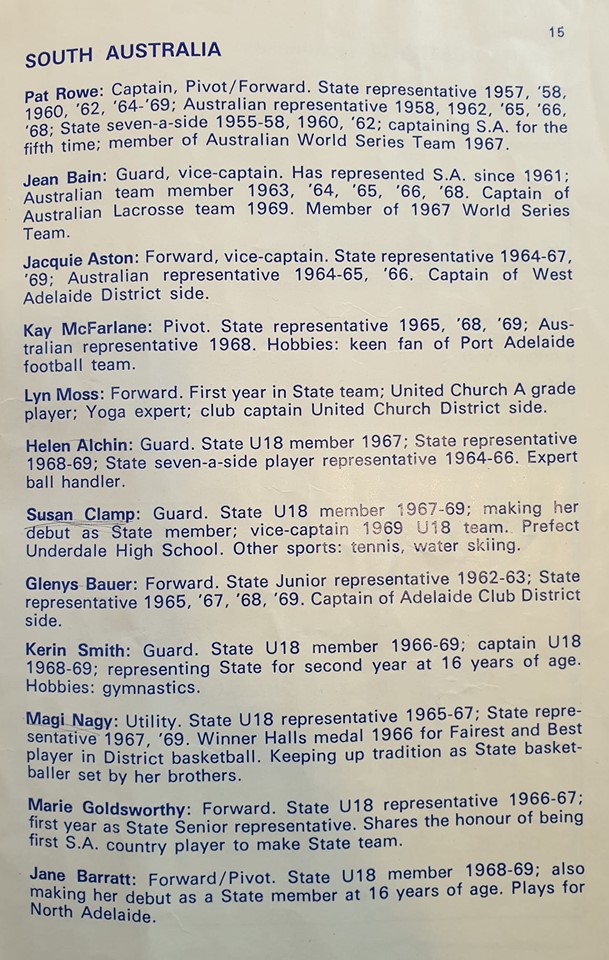 15
SOUTH AUSTRALIA
Pat Rowe: Captain, Pivot/Forward. State representative 1957, '58,
1960, '62, '64-'69; Australian representative 1958, 1962, '65, '66,
'68; State seven-a-side 1955-58, 1960, '62; captaining S.A. for the
fifth time; member of Australian World Series Team 1967.
Jean Bain: Guard, vice-captain. Has represented S.A. since 1961;
Australian team member 1963, '64, '65, '66, '68. Captain of
Australian Lacrosse team 1969. Member of 1967 World Series
Team.
Jacquie Aston: Forward, vice-captain. State representative 1964-67,
'69; Australian representative 1964-65, '66. Captain of West
Adelaide District side.
Kay McFarlane: Pivot. State representative 1965, '68, '69; Aus-
tralian representative 1968. Hobbies: keen fan of Port Adelaide
football team.
Lyn Moss: Forward. First year in State team; United Church A grade
player; Yoga expert; club captain United Church District side.
Helen Alchin: Guard. State U18 member 1967; State representative
1968-69; State seven-a-side player representative 1964-66. Expert
ball handler.
Susan Clamp: Guard. State U18 member 1967-69; making her
debut as State member; vice-captain 1969 U18 team. Prefect
Underdale High School. Other sports: tennis, water skiing.
Glenys Bauer: Forward. State Junior representative 1962-63; State
representative 1965, '67, '68, '69. Captain of Adelaide Club District
side.
Kerin Smith: Guard. State U18 member 1966-69; captain U18
1968-69; representing State for second year at 16 years of age.
Hobbies: gymnastics.
Magi Nagy: Utility. State U18 representative 1965-67; State repre-
sentative 1967, '69. Winner Halls medal 1966 for Fairest and Best
player in District basketball. Keeping up tradition as State basket-
baller set by her brothers.
Marie Goldsworthy: Forward. State U18 representative 1966-67;
first year as State Senior representative. Shares the honour of being
first S.A. country player to make State team.
Jane Barratt: Forward/Pivot. State U18 member 1968-69; also
making her debut as a State member at 16 years of age. Plays for
North Adelaide.